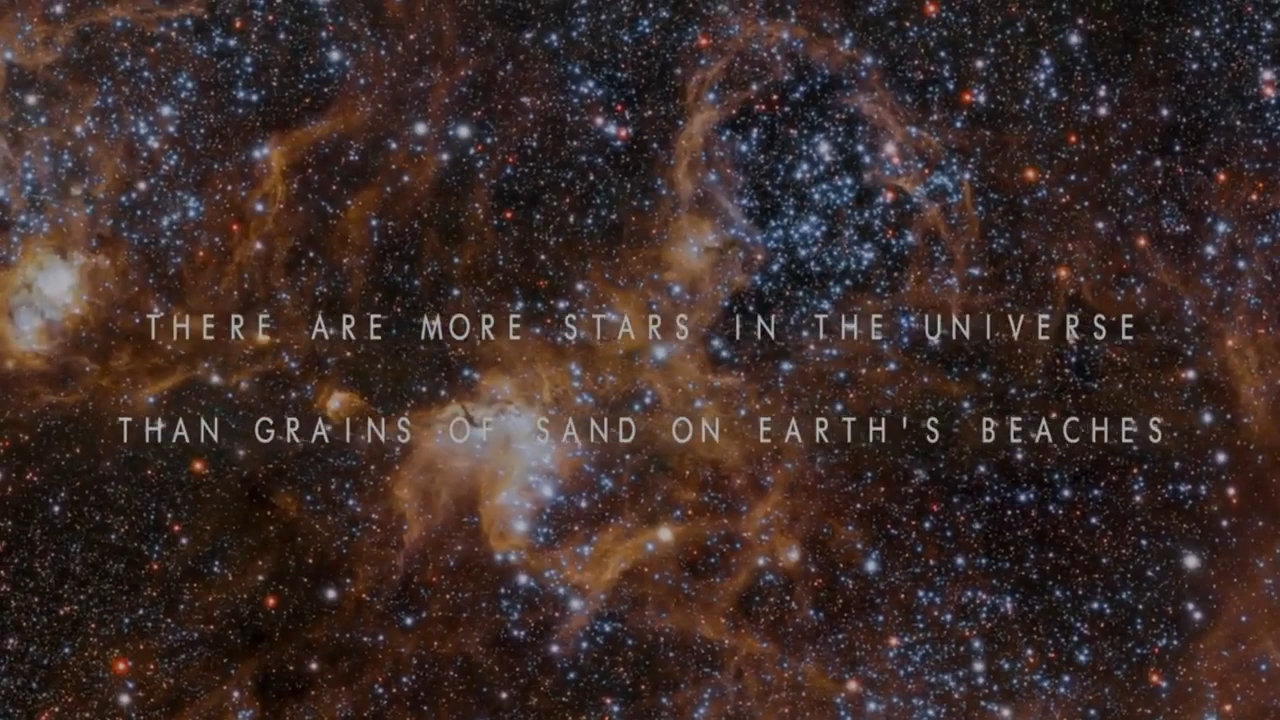 THERE ARE MORE STARS IN THE UNIVERSE
THAN GRAINS OF SAND ON EARTH'S BEACHES